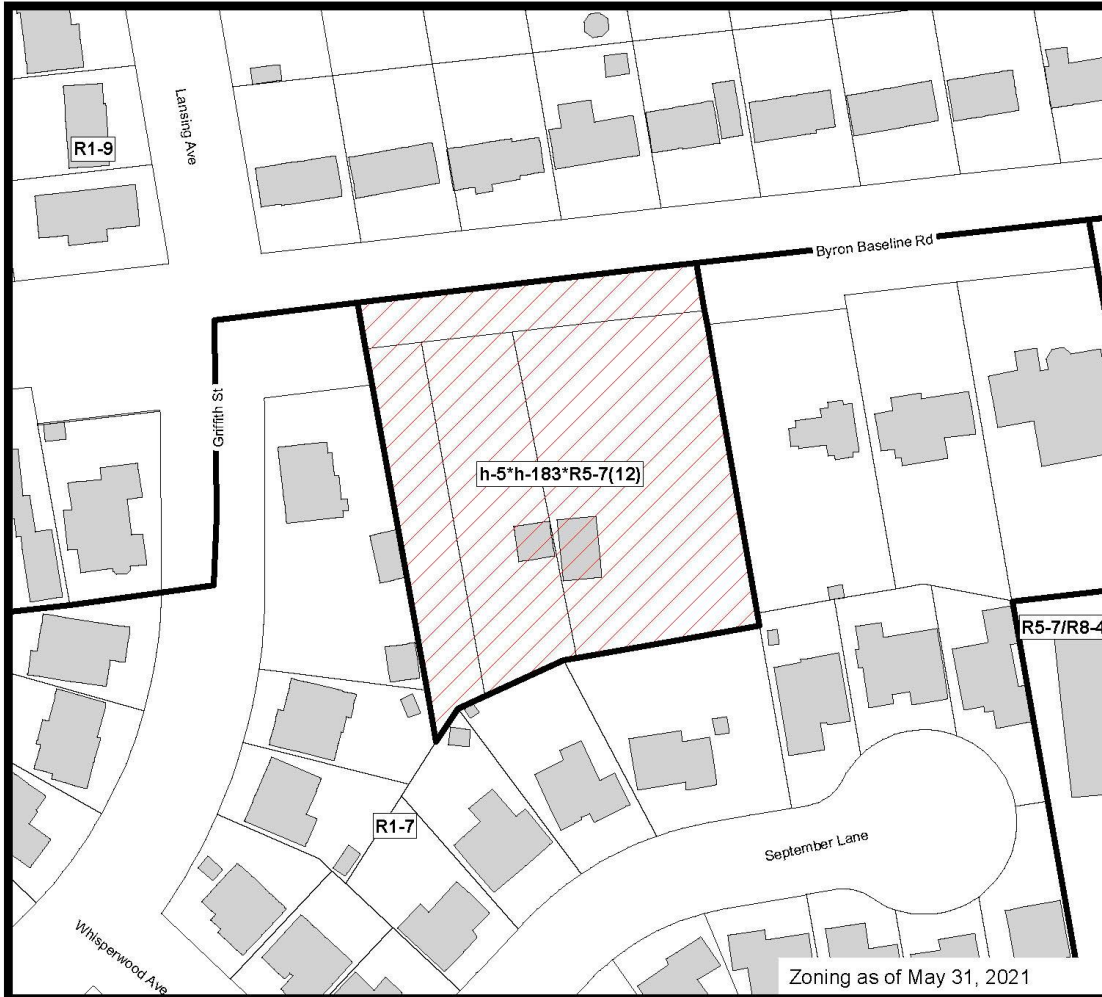 R1-9
Lansing Ave
Byron Baseline Rd
Griffith St
h-5*h-183*R5-7(12)
R5-7/R8-4
R1-7
September Lane
Whisperwood Ave
Zoning as of May 31, 2021